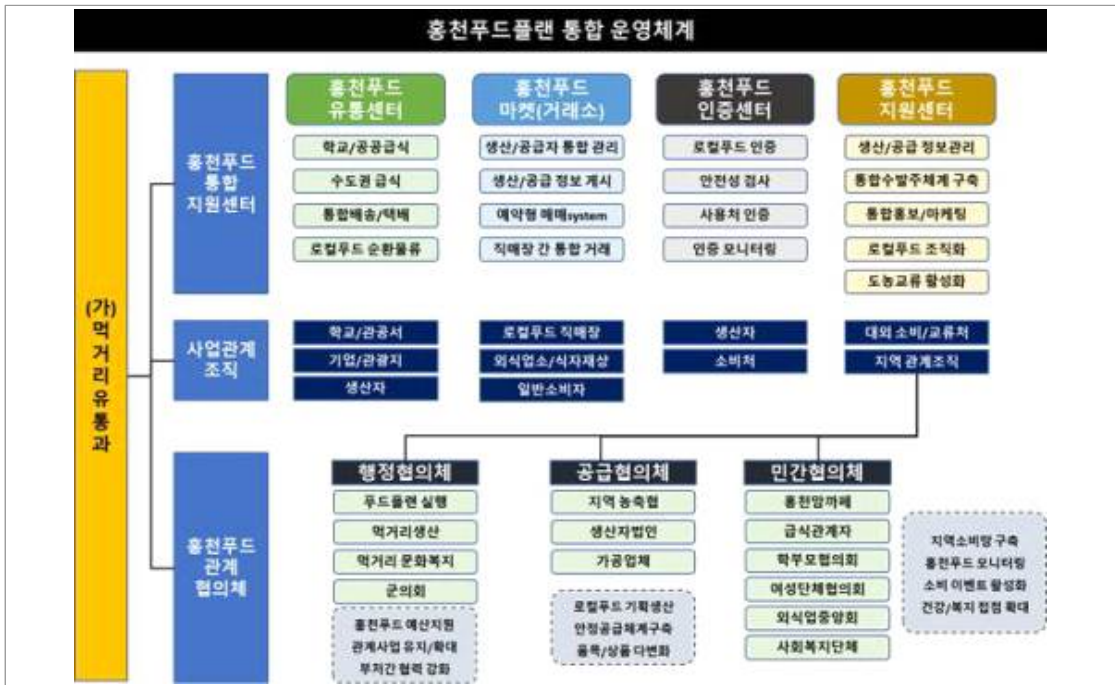 홍천푸드플랜 통합 운영체계
(가)
먹
거
리
유
통
과
홍천푸드
통합
지원센터
홍천푸드
유통센터
학교/공공급식
수도권 급식
통합배송/택배
로컬푸드 순환물류
홍천푸드
마켓(거래소)
생산/공급자 통합 관리
생산/공급 정보 게시
예약형 매매system
직매장 간 통합 거래
홍천푸드
인증센터
로컬푸드 인증
안전성 검사
사용처 인증
인증 모니터링
홍천푸드
지원센터
생산/공급 정보관리
통합수발주체계 구축
통합홍보/마케팅
로컬푸드 조직화
도농교류 활성화
사업관계
조직
학교/관공서
기업/관광지
생산자
로컬푸드 직매장
외식업소/식자재상
일반소비자
생산자
소비처
대외 소비/교류처
지역 관계조직
홍천푸드
관계
협의체
행정협의체
푸드플랜 실행
먹거리생산
먹거리 문화복지
군의회
홍천푸드 예산지원
관계사업 유지/확대
부처간 협력 강화
공급협의체
지역 농축협
생산자법인
가공업체
로컬푸드 기획생산
안정공급체계구축
품목/상품 다변화
민간협의체
홍천맘까페
급식관계자
학부모협의회
여성단체협의회
외식업중앙회
사회복지단체
지역소비망 구축
홍천푸드 모니터링
소비 이벤트 활성화
건강/복지 접점 확대